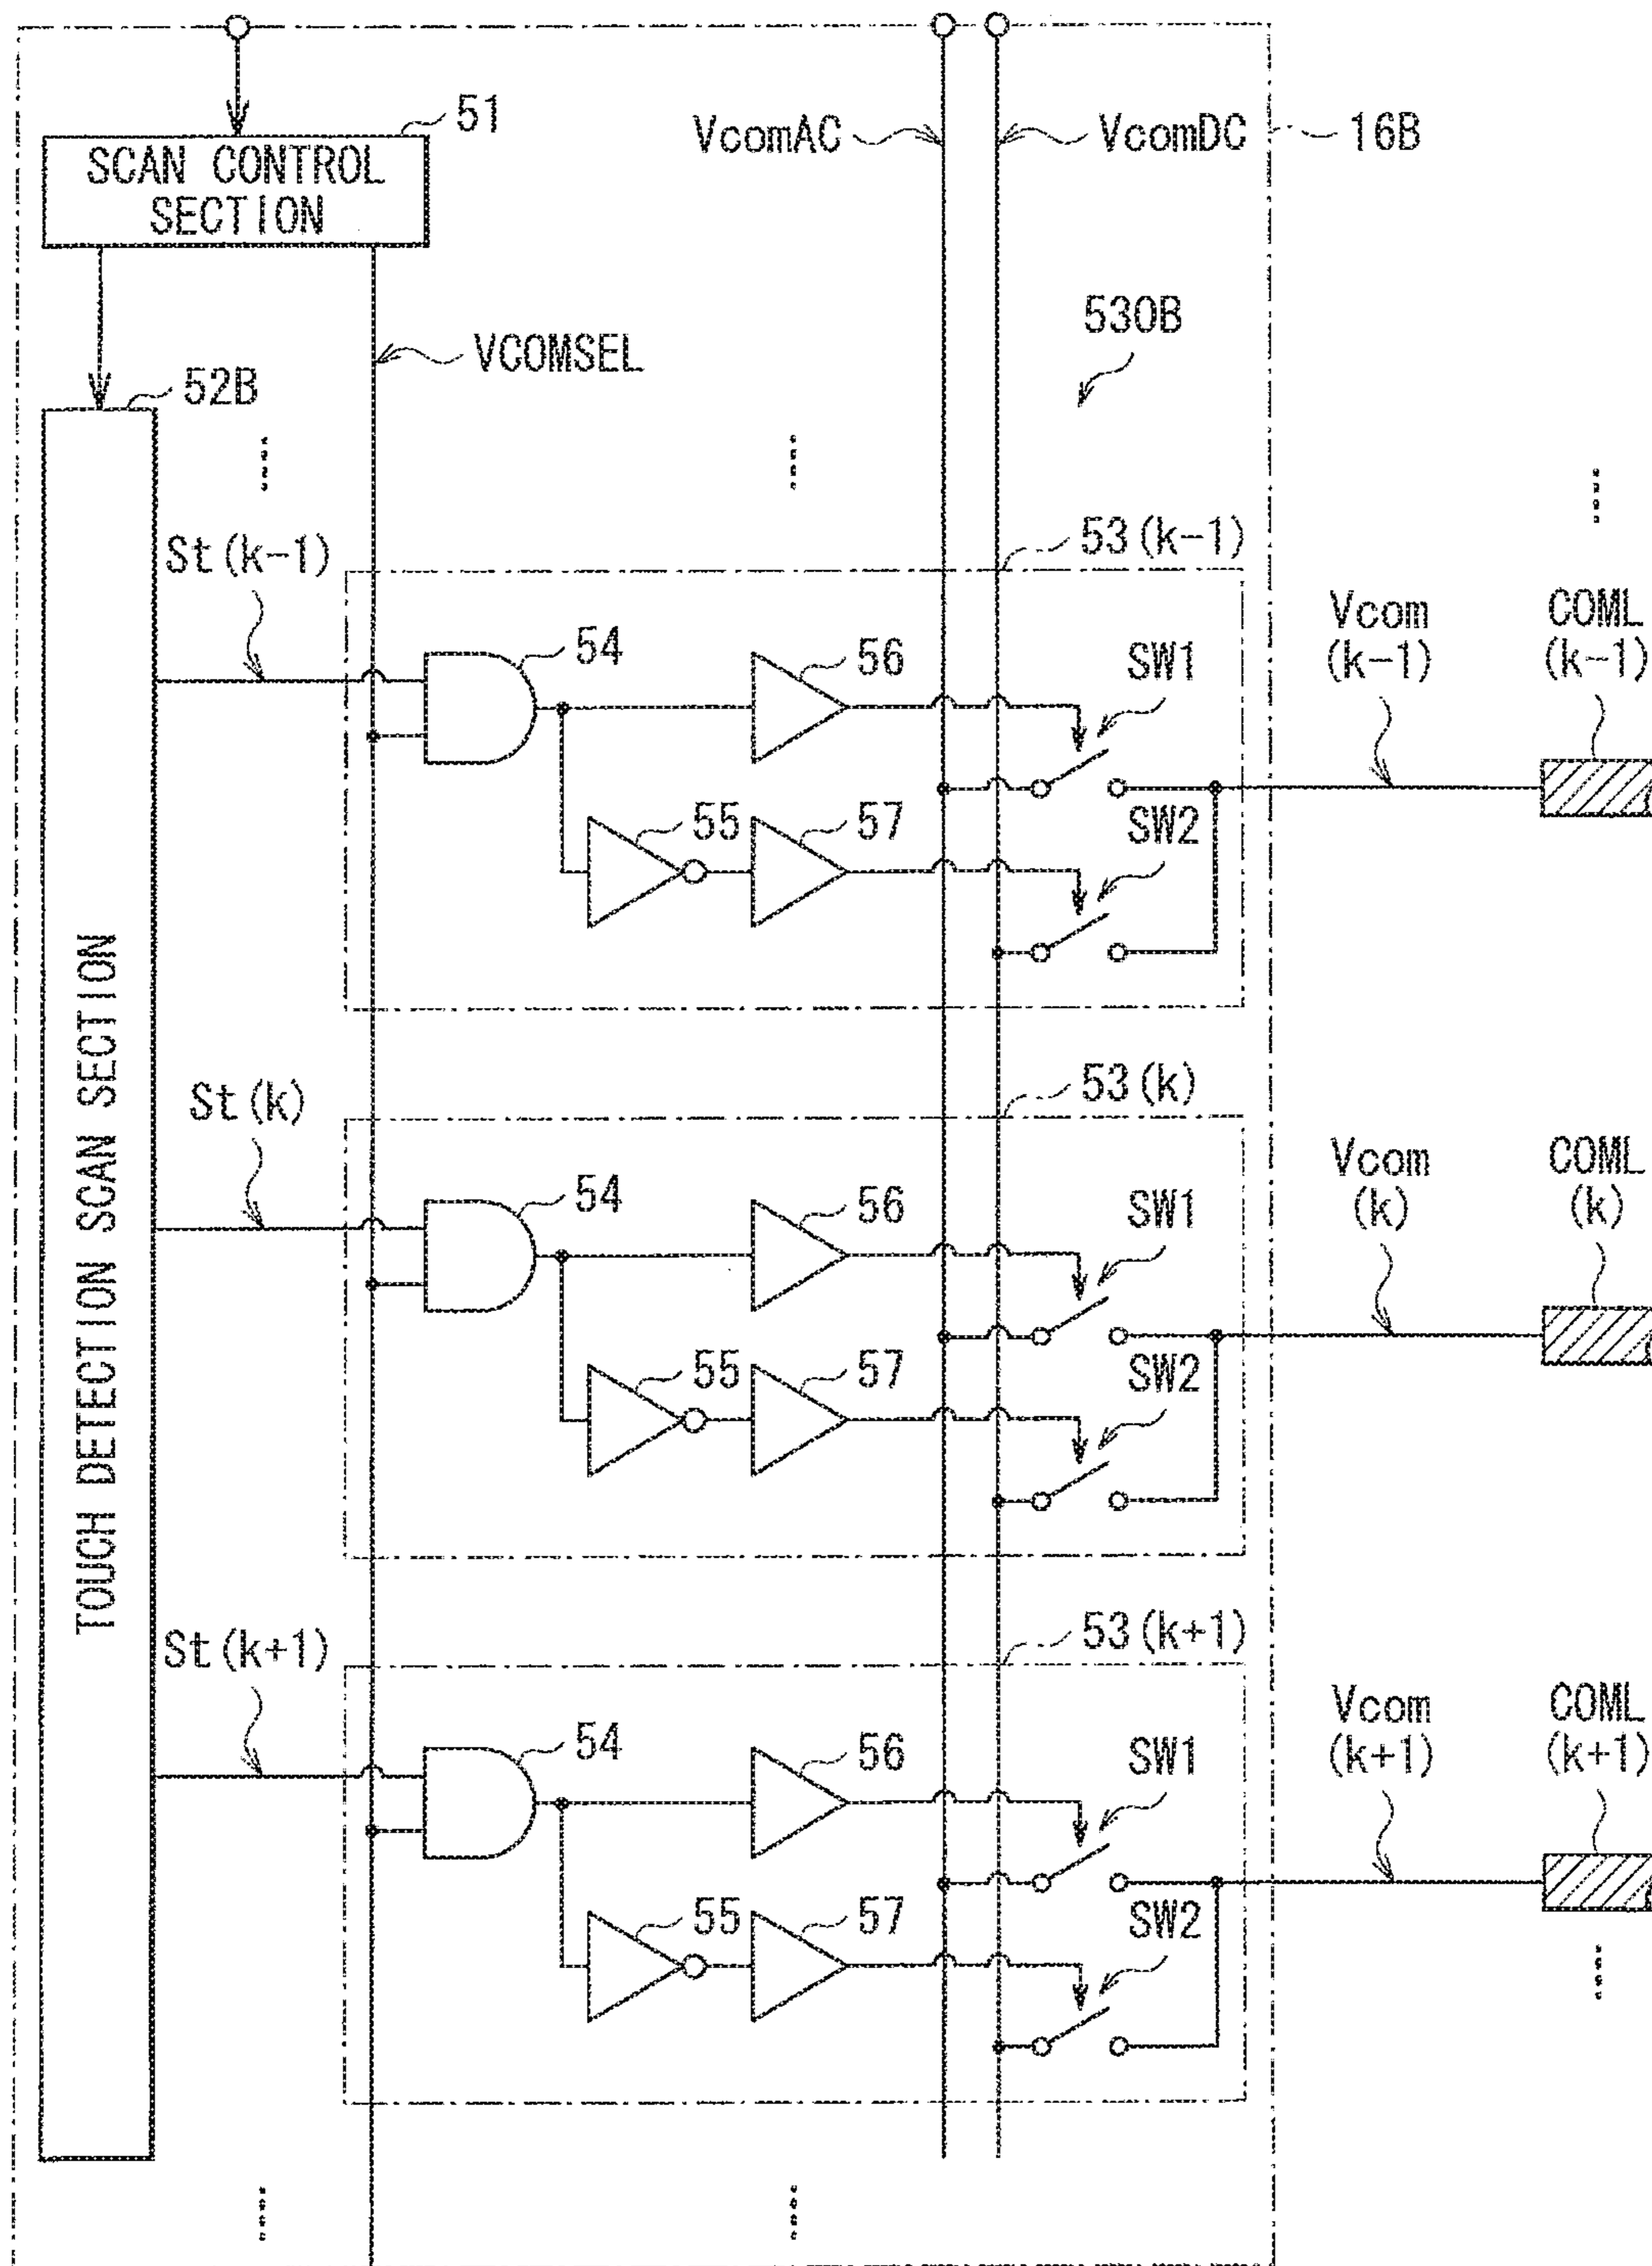 51
SCAN CONTROL
SECTION
VcomAC
VcomDC
16B
530B
VCOMSEL
52B
TOUCH DETECTION SCAN SECTION
St(k-1)
53(k-1)
54
56
SW1
55
57
SW2
Vcom
(k-1)
COML
(k-1)
St(k)
53(k)
54
56
SW1
55
57
SW2
Vcom
(k)
COML
(k)
St(k+1)
53(k+1)
54
56
SW1
55
57
SW2
Vcom
(k+1)
COML
(k+1)